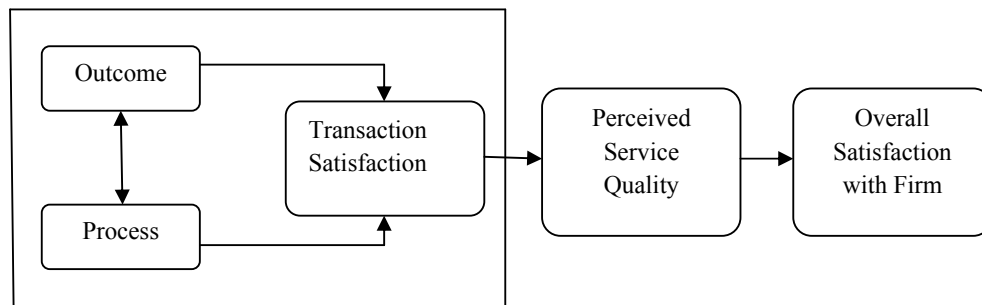 Outcome
Process
Transaction
Satisfaction
Perceived
Service
Quality
Overall
Satisfaction
with Firm